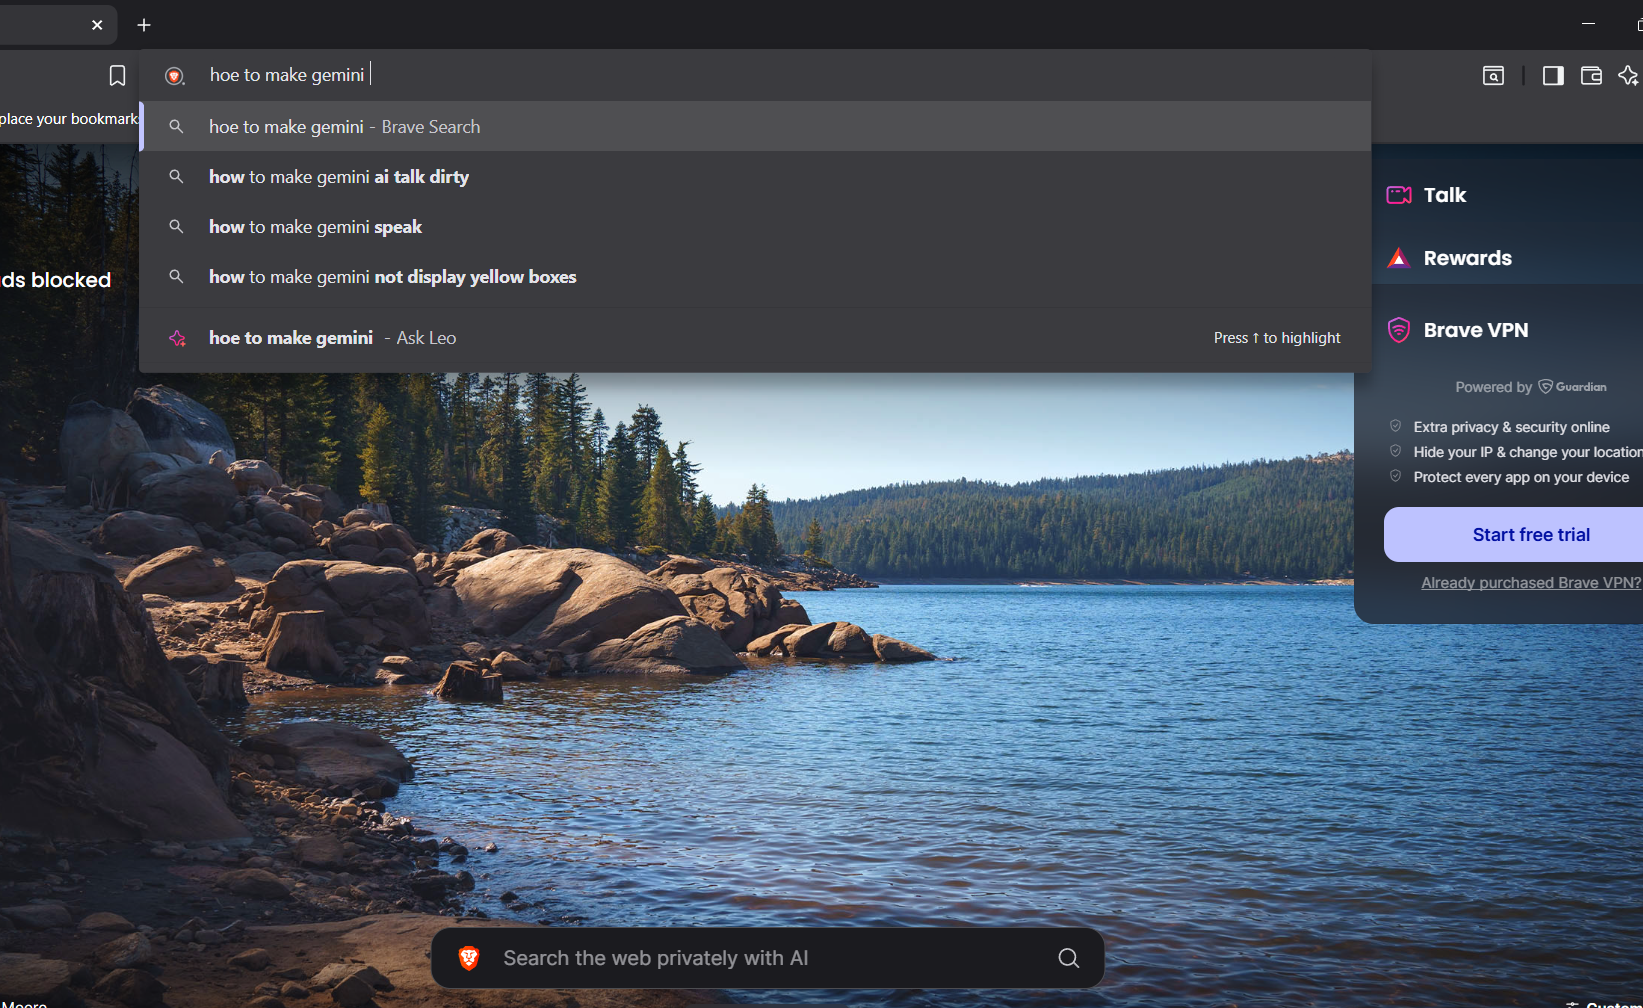 hoe to make gemini
place your bookmark
hoe to make gemini - Brave Search
how to make gemini ai talk dirty
how to make gemini speak
how to make gemini not display yellow boxes
hoe to make gemini - Ask Leo
Press ↑ to highlight
ds blocked
Talk
Rewards
Brave VPN
Powered by Guardian
Extra privacy & security online
Hide your IP & change your location
Protect every app on your device
Start free trial
Already purchased Brave VPN?
Search the web privately with AI